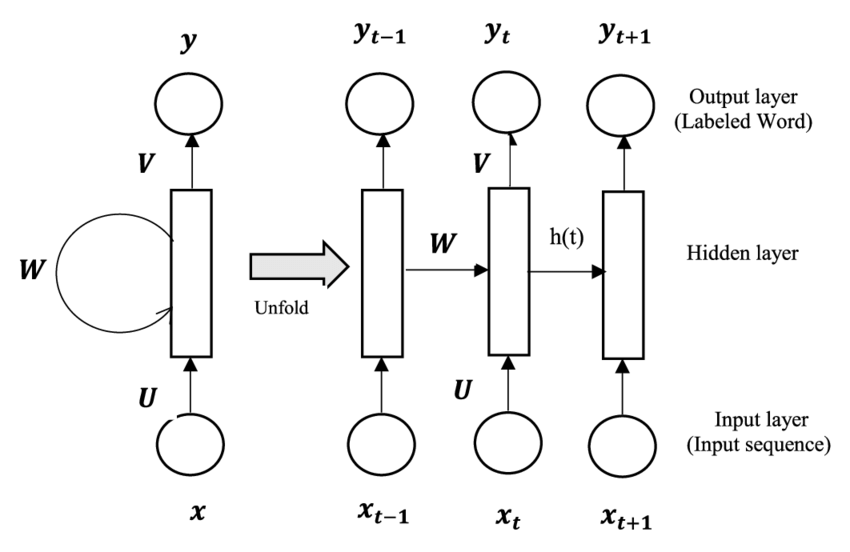 y
y_{t−1}
y_t
y_{t+1}
Output layer
(Labeled Word)
V
V
W
W
h(t)
Hidden layer
Unfold
U
U
Input layer
(Input sequence)
x
x_{t−1}
x_t
x_{t+1}